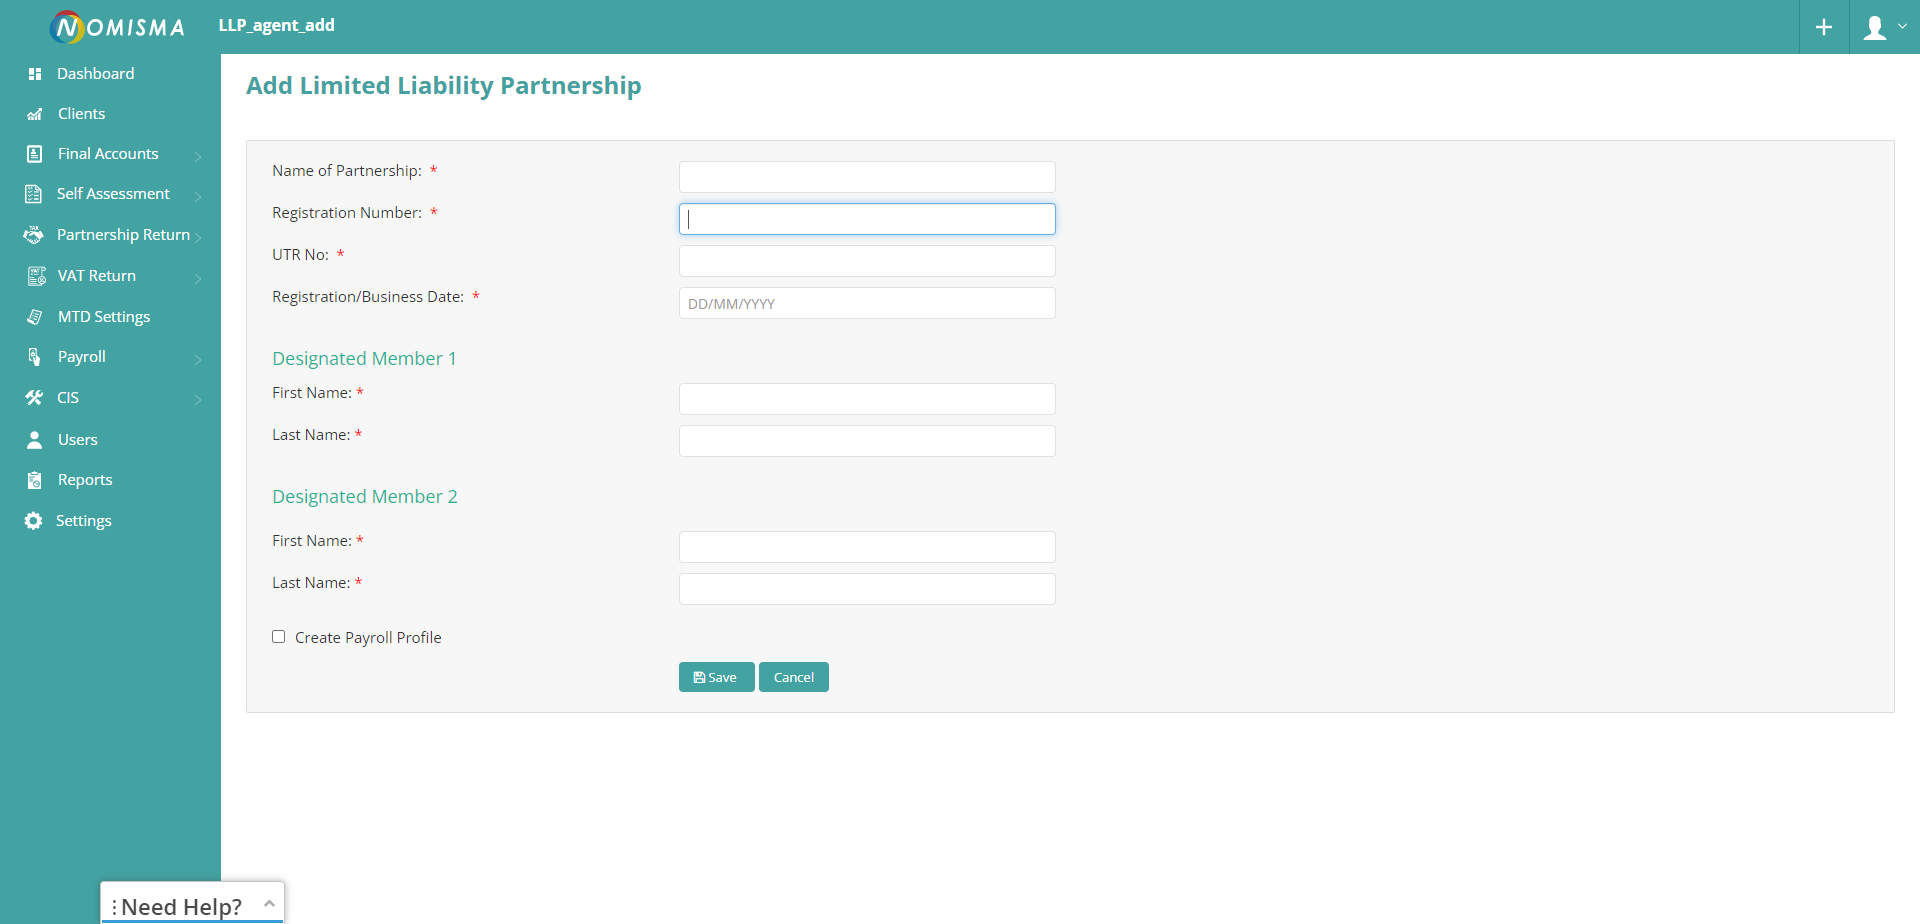 NOMISMA
LLP_agent_add
Dashboard
Clients
Final Accounts
Self Assessment
Partnership Return
VAT Return
MTD Settings
Payroll
CIS
Users
Reports
Settings
Add Limited Liability Partnership
Name of Partnership: *
Registration Number: *
UTR No: *
Registration/Business Date: *
DD/MM/YYYY
Designated Member 1
First Name: *
Last Name: *
Designated Member 2
First Name: *
Last Name: *
Create Payroll Profile
Save
Cancel
Need Help?